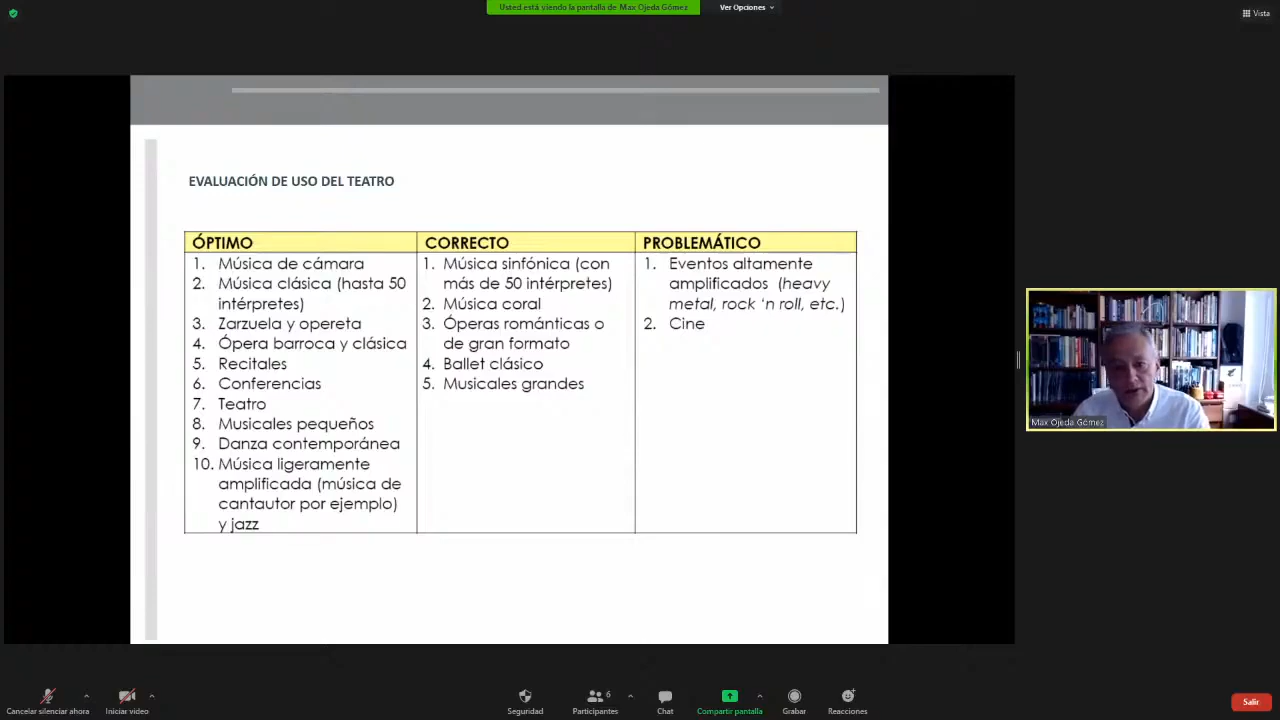 Usted está viendo la pantalla de Max Ojeda Gómez
Ver Opciones
Vista
EVALUACIÓN DE USO DEL TEATRO
ÓPTIMO
1. Música de cámara
2. Música clásica (hasta 50
intérpretes)
3. Zarzuela y opereta
4. Ópera barroca y clásica
5. Recitales
6. Conferencias
7. Teatro
8. Musicales pequeños
9. Danza contemporánea
10. Música ligeramente
amplificada (música de
cantautor por ejemplo)
y jazz
CORRECTO
1. Música sinfónica (con
más de 50 intérpretes)
2. Música coral
3. Óperas románticas o
de gran formato
4. Ballet clásico
5. Musicales grandes
PROBLEMÁTICO
1. Eventos altamente
amplificados (heavy
metal, rock ‘n roll, etc.)
2. Cine
Max Ojeda Gómez
Cancelar silenciar ahora
Iniciar video
Seguridad
6
Participantes
Chat
Compartir pantalla
Grabar
Reacciones
Salir